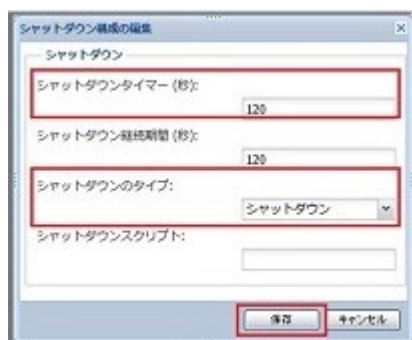 シャットダウン構成の編集
シャットダウン
シャットダウンタイマー (秒):
120
シャットダウン継続期間 (秒):
120
シャットダウンのタイプ:
シャットダウン
シャットダウンスクリプト:
保存
キャンセル